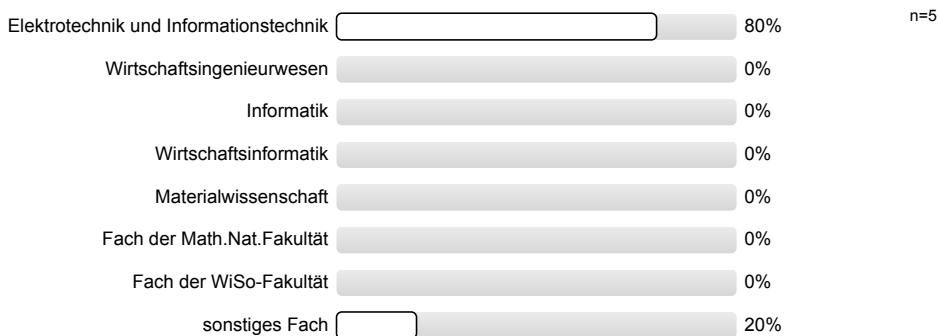 Elektrotechnik und Informationstechnik 80% n=5
Wirtschaftsingenieurwesen 0%
Informatik 0%
Wirtschaftsinformatik 0%
Materialwissenschaft 0%
Fach der Math.Nat.Fakultät 0%
Fach der WiSo-Fakultät 0%
sonstiges Fach 20%